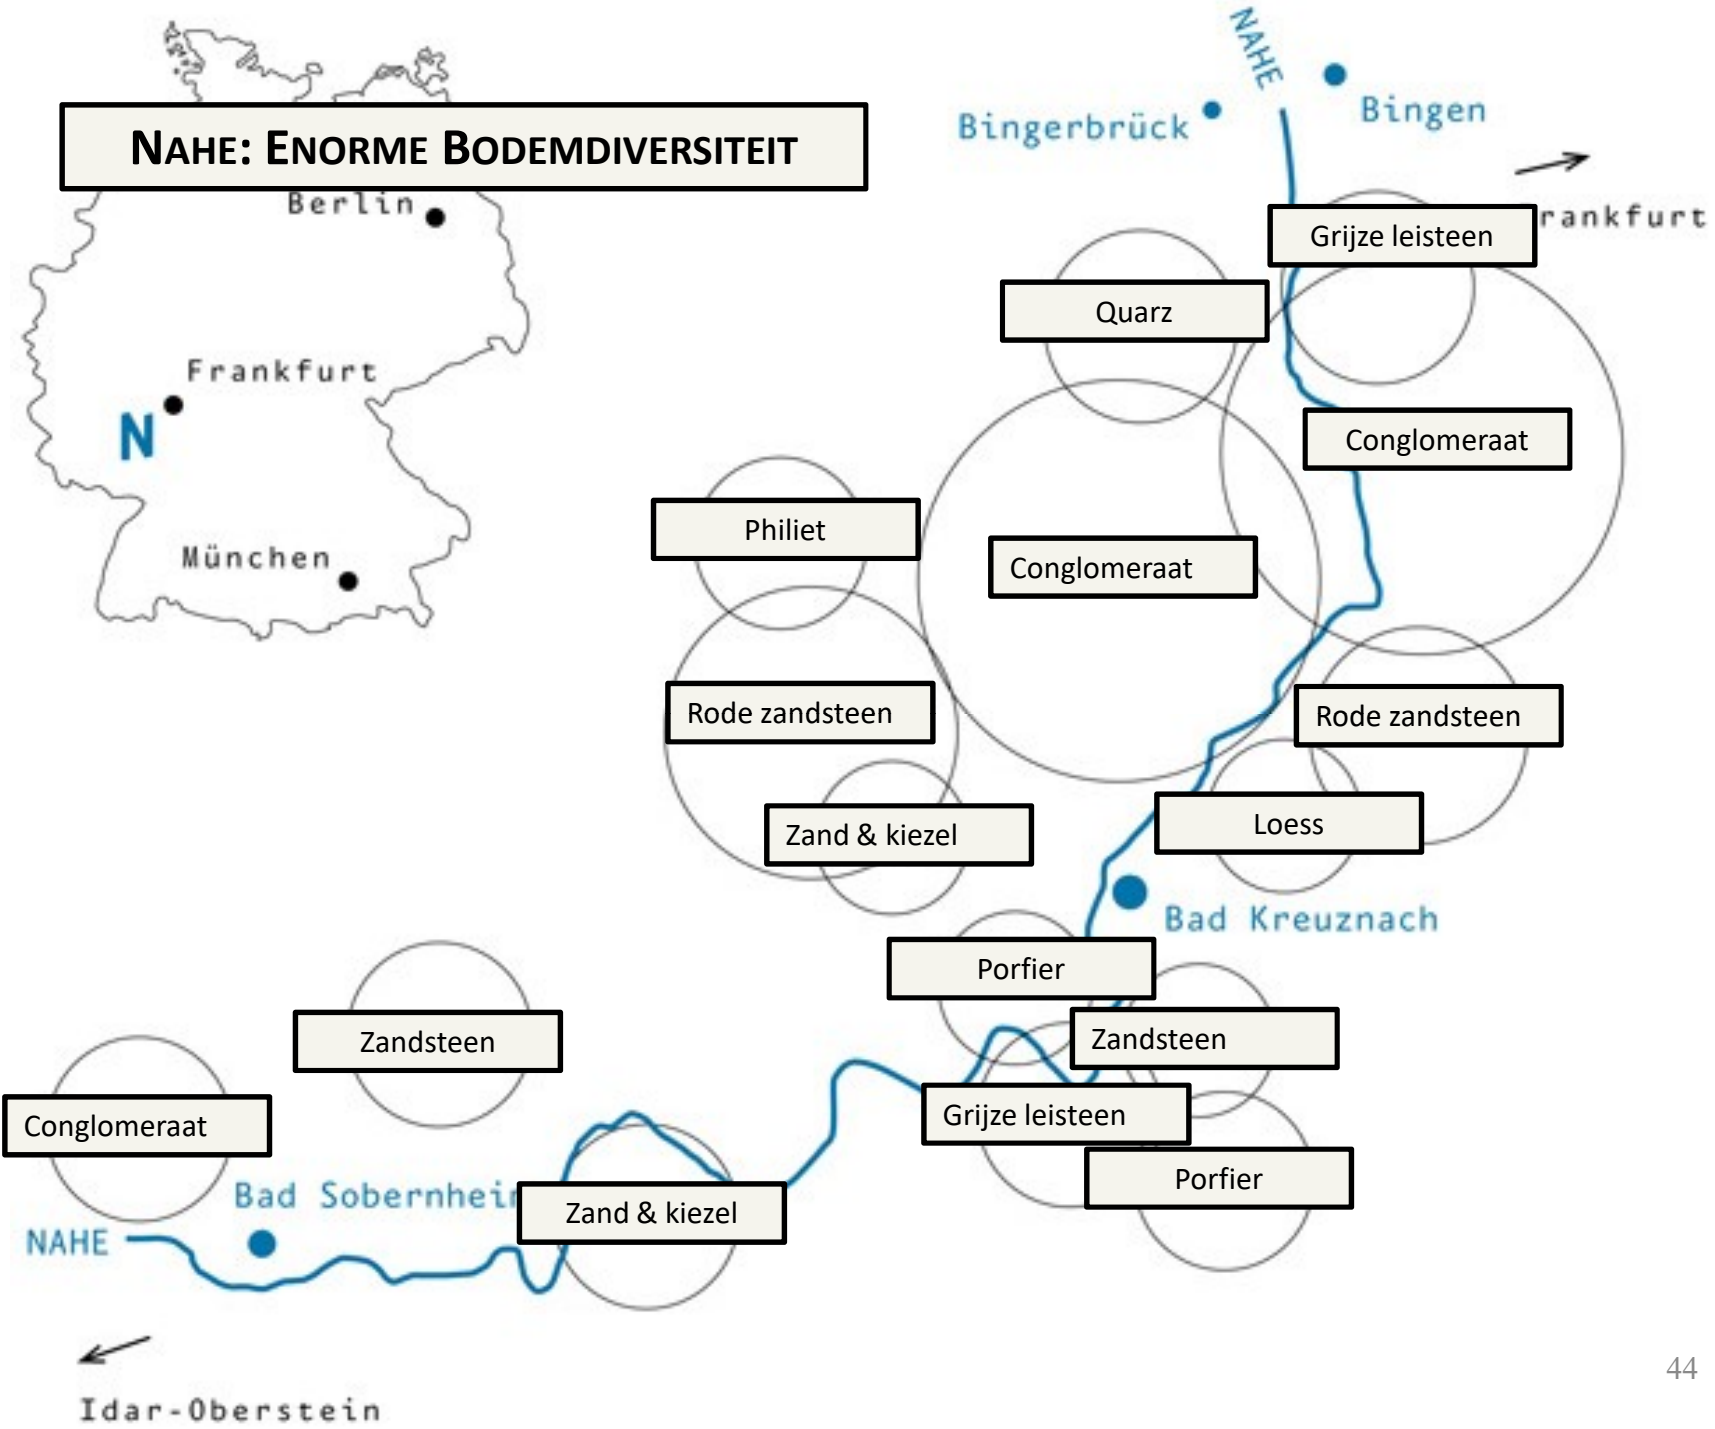 NAHE: ENORME BODEMDIVERSITEIT
Berlin
Frankfurt
N
München
NAHE
Bingen
Bingerbrück
rankfurt
Grijze leisteen
Quarz
Conglomeraat
Philiet
Conglomeraat
Rode zandsteen
Rode zandsteen
Loess
Zand & kiezel
Bad Kreuznach
Porfier
Zandsteen
Zandsteen
Grijze leisteen
Conglomeraat
Porfier
Bad Sobernhei
Zand & kiezel
NAHE
44
Idar-Oberstein